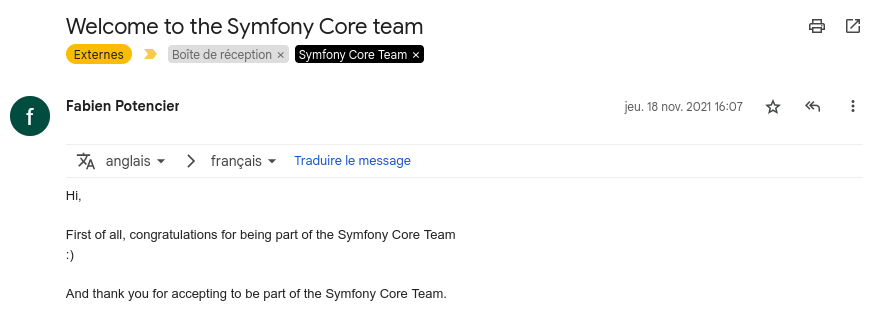 Welcome to the Symfony Core team
Externes Boîte de réception × Symfony Core Team ×
f
Fabien Potencier jeu. 18 nov. 2021 16:07
anglais français Traduire le message
Hi,
First of all, congratulations for being part of the Symfony Core Team
:)
And thank you for accepting to be part of the Symfony Core Team.